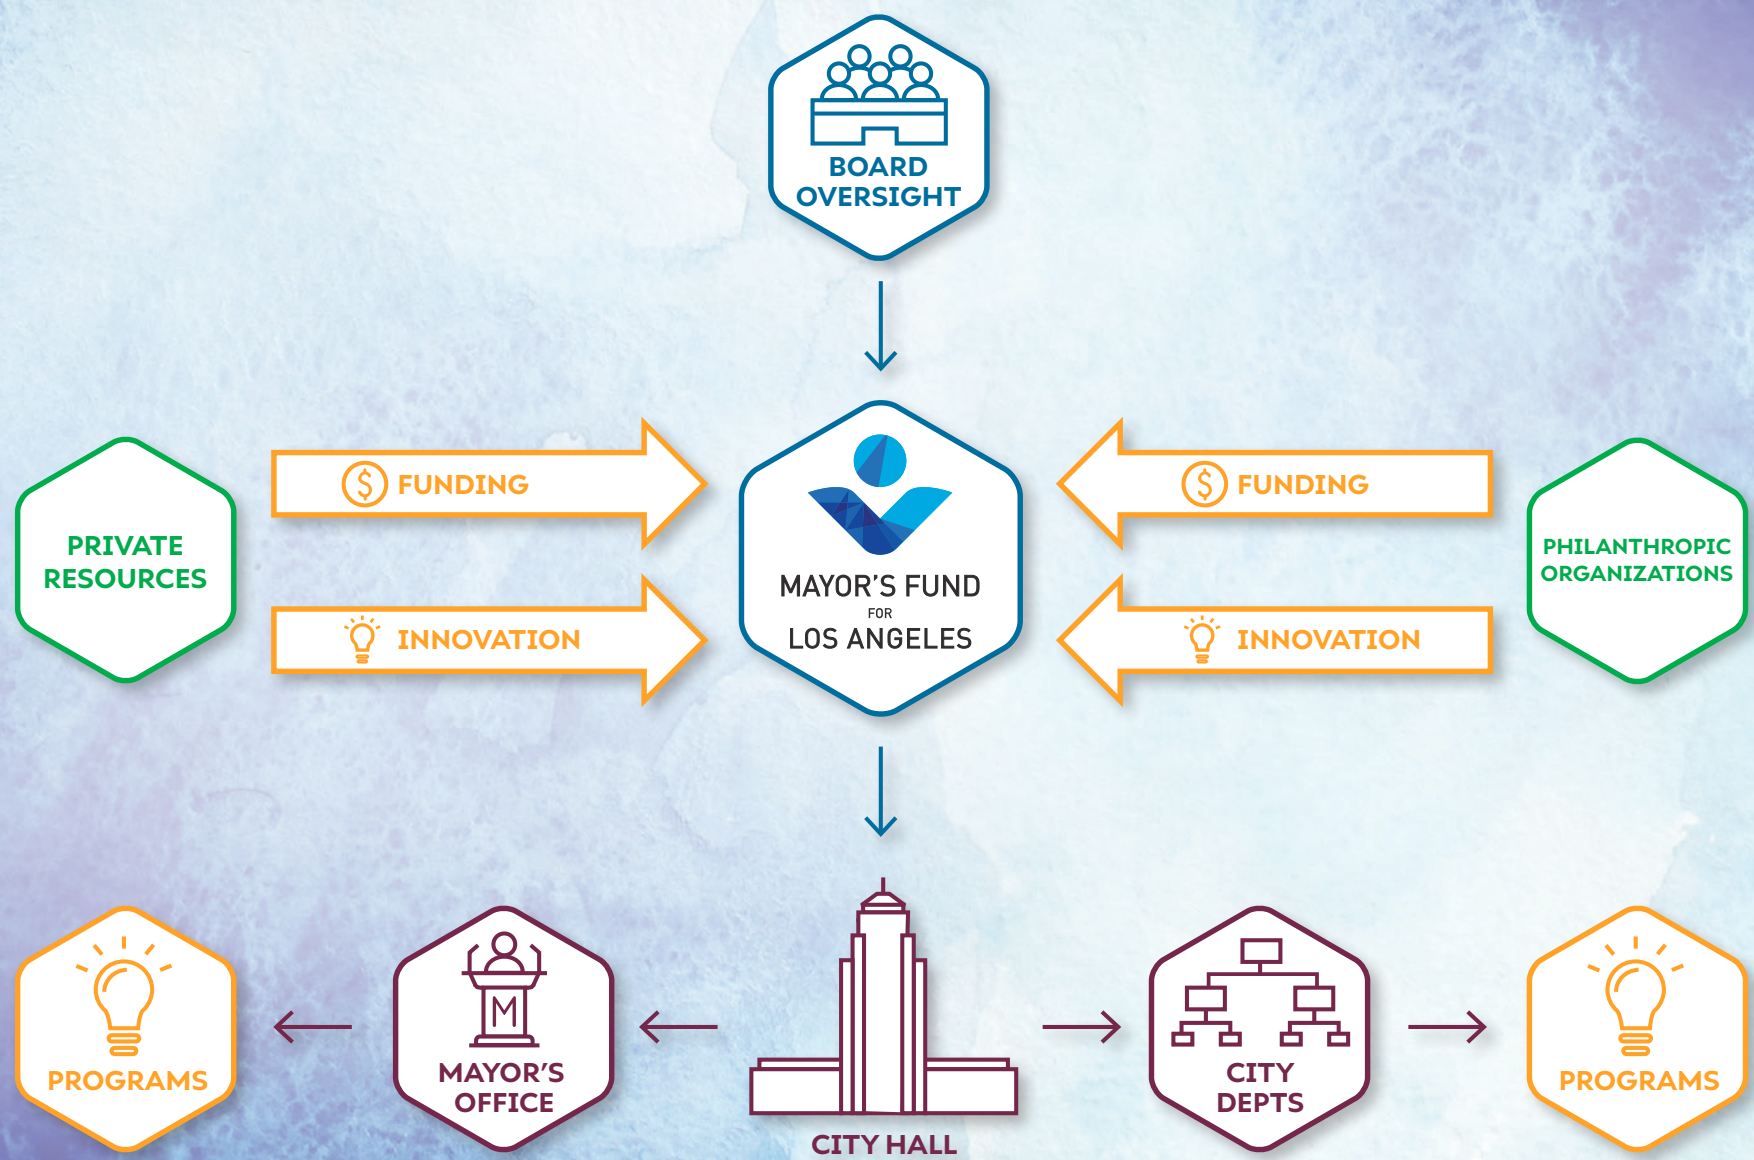 BOARD
OVERSIGHT
PRIVATE
RESOURCES
$ FUNDING
INNOVATION
MAYOR'S FUND
FOR
LOS ANGELES
$ FUNDING
INNOVATION
PHILANTHROPIC
ORGANIZATIONS
PROGRAMS
M
MAYOR'S
OFFICE
CITY HALL
CITY
DEPTS
PROGRAMS